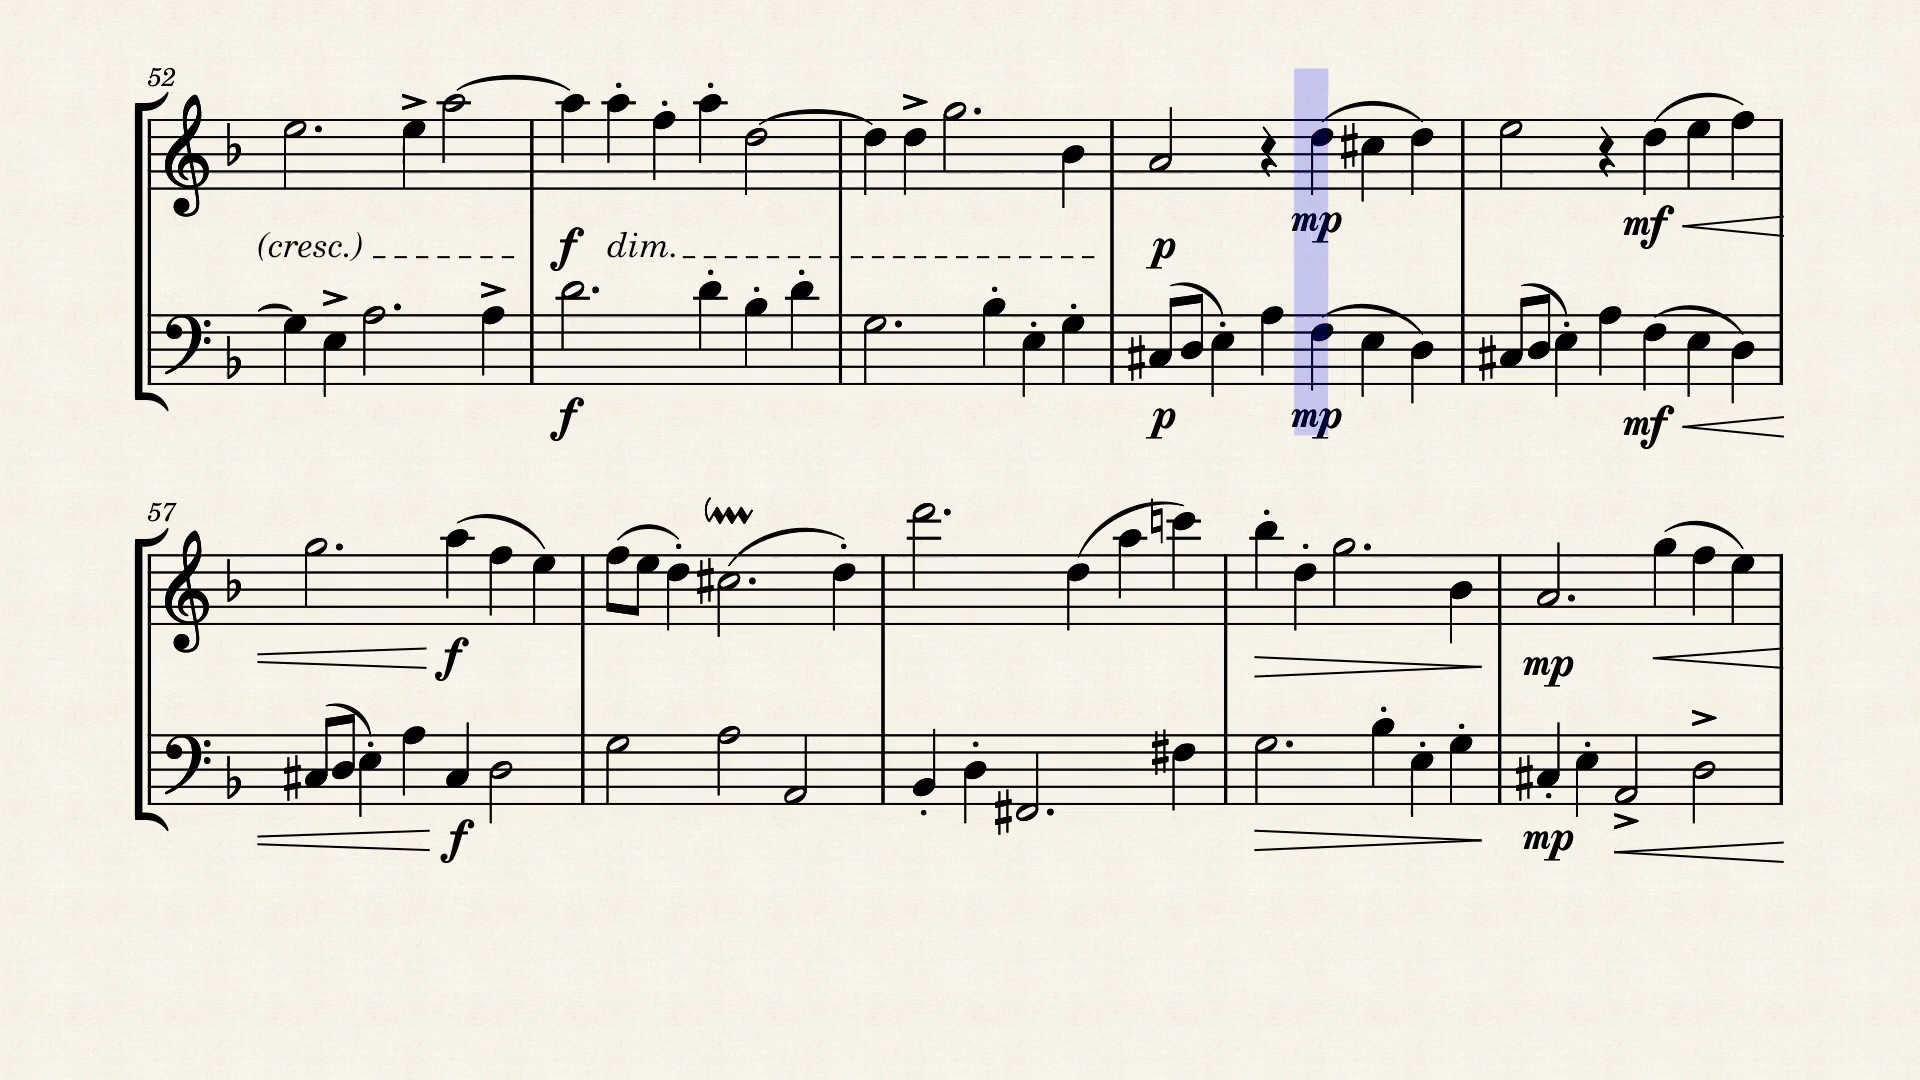 52
(cresc.) f dim. p mp mf
f p mp mf
57
f mp
f mp